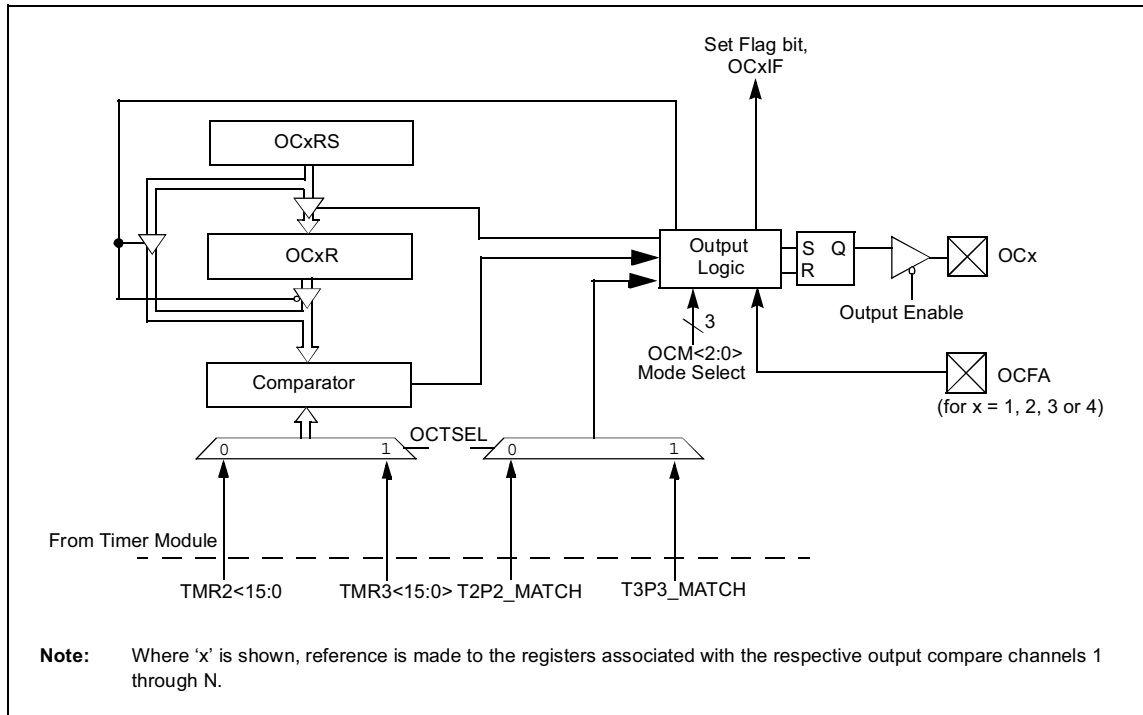 Set Flag bit,
OCxIF
OCxRS
OCxR
Output
Logic
S Q
R
OCx
Output Enable
3
OCM<2:0>
Mode Select
OCFA
(for x = 1, 2, 3 or 4)
Comparator
OCTSEL
0 1 0 1
From Timer Module
TMR2<15:0 TMR3<15:0> T2P2_MATCH T3P3_MATCH
Note: Where ‘x’ is shown, reference is made to the registers associated with the respective output compare channels 1
through N.